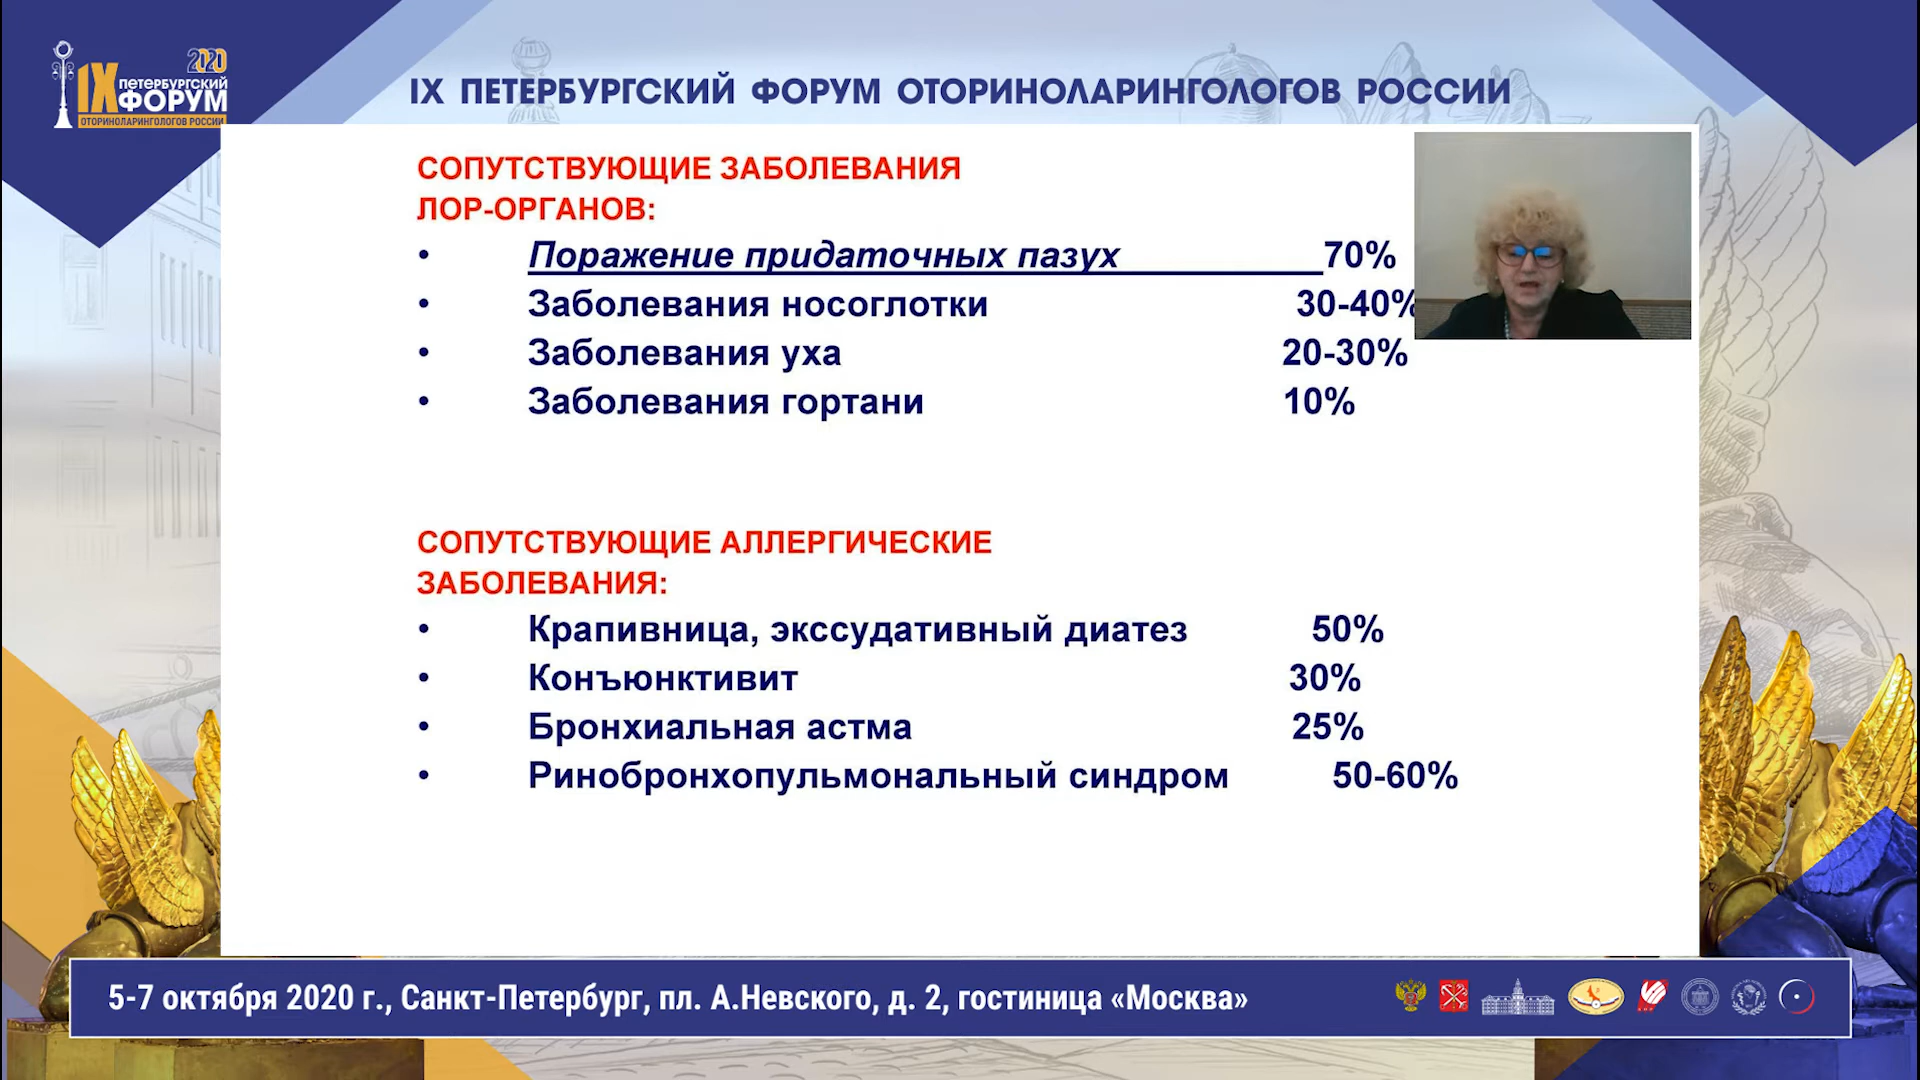 2020
IX ПЕТЕРБУРГСКИЙ
ФОРУМ
ОТОРИНОЛАРИНГОЛОГОВ РОССИИ
IX ПЕТЕРБУРГСКИЙ ФОРУМ ОТОРИНОЛАРИНГОЛОГОВ РОССИИ
СОПУТСТВУЮЩИЕ ЗАБОЛЕВАНИЯ
ЛОР-ОРГАНОВ:
• Поражение придаточных пазух 70%
• Заболевания носоглотки 30-40%
• Заболевания уха 20-30%
• Заболевания гортани 10%
СОПУТСТВУЮЩИЕ АЛЛЕРГИЧЕСКИЕ
ЗАБОЛЕВАНИЯ:
• Крапивница, экссудативный диатез 50%
• Конъюнктивит 30%
• Бронхиальная астма 25%
• Ринобронхопульмональный синдром 50-60%
5-7 октября 2020 г., Санкт-Петербург, пл. А.Невского, д. 2, гостиница «Москва»